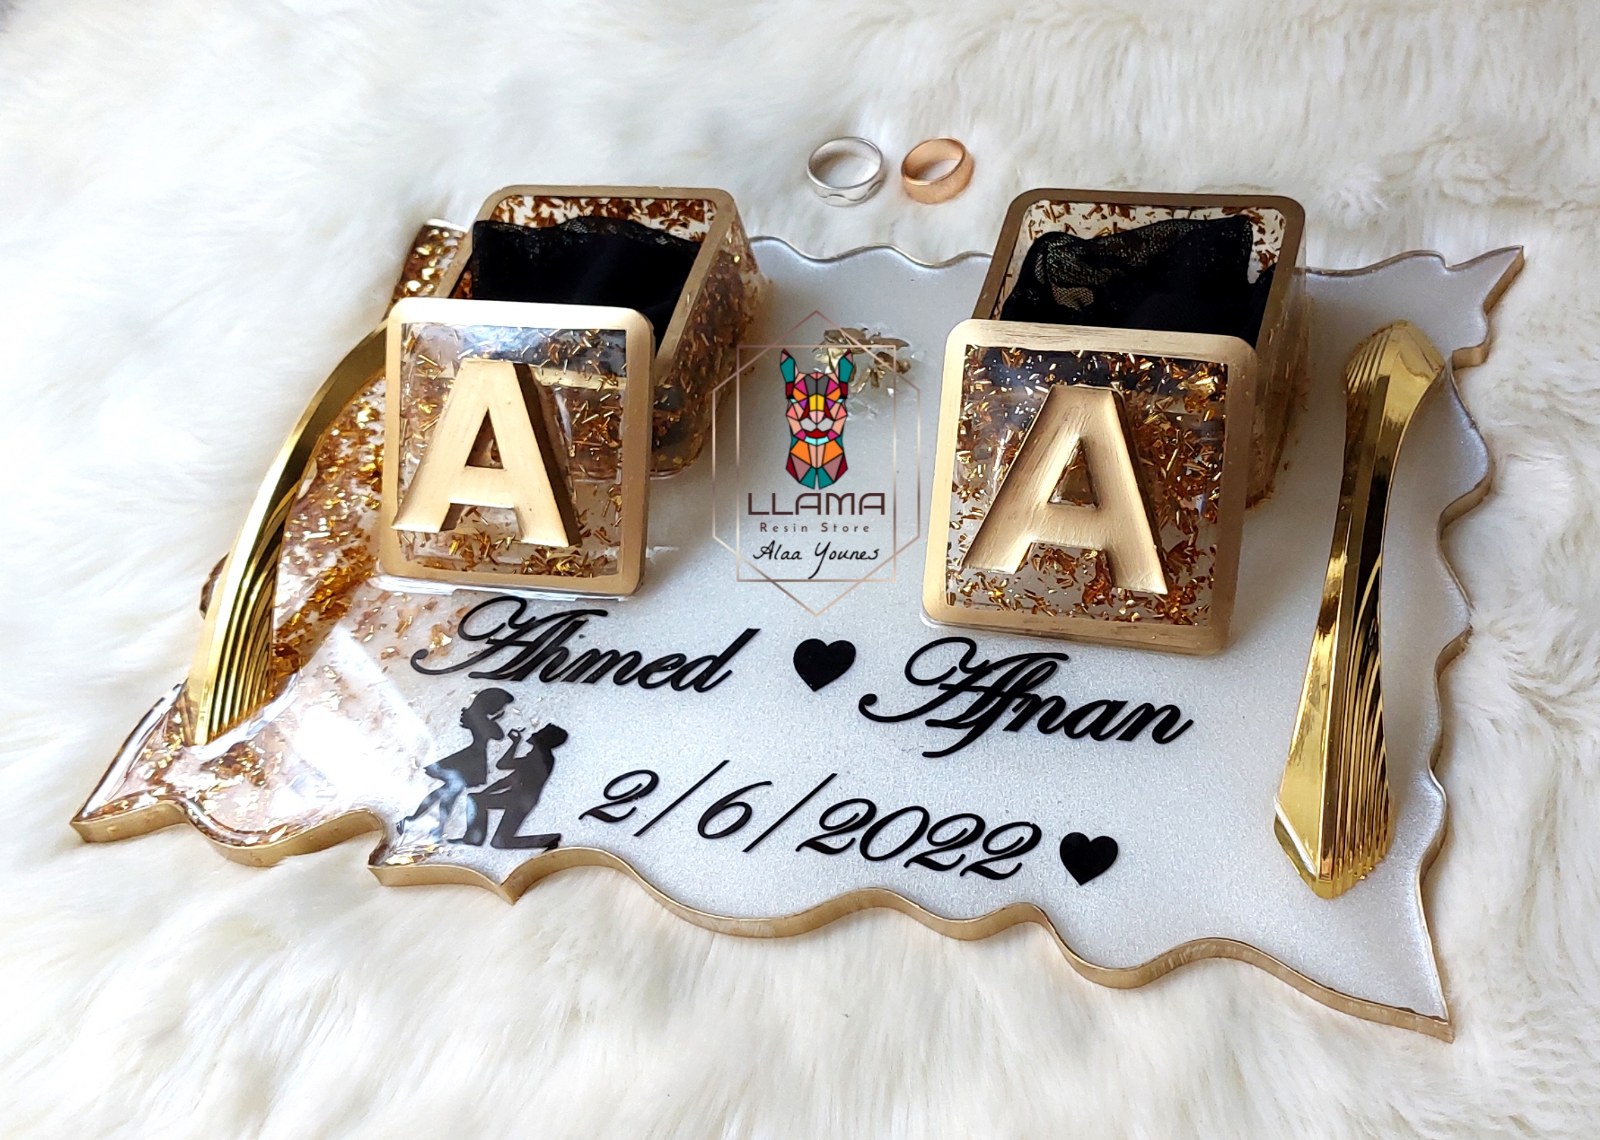 A A
LLAMA
Resin Store
Alaa Younes
Ahmed ♥ Afnan
2/6/2022 ♥